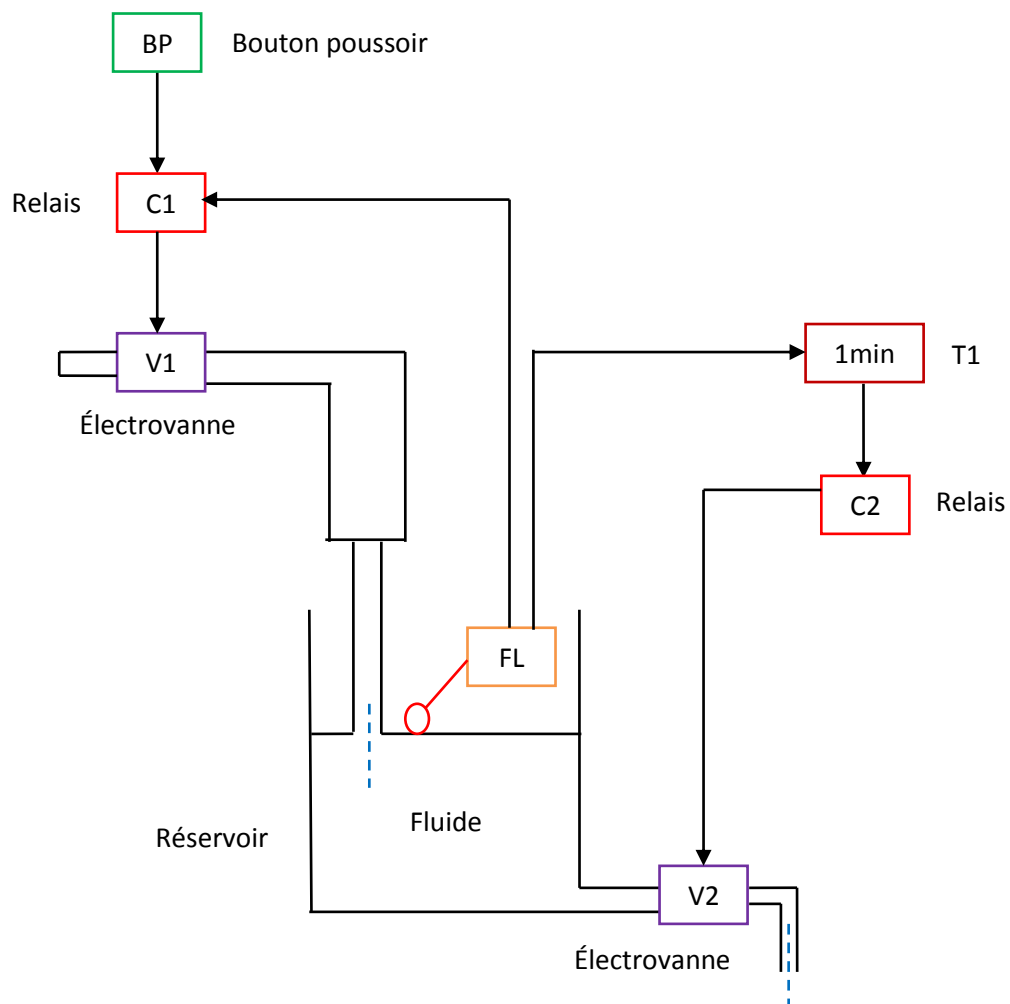 BP Bouton poussoir
Relais C1
V1
1min T1
Électrovanne
C2 Relais
FL
Fluide
Réservoir
V2
Électrovanne